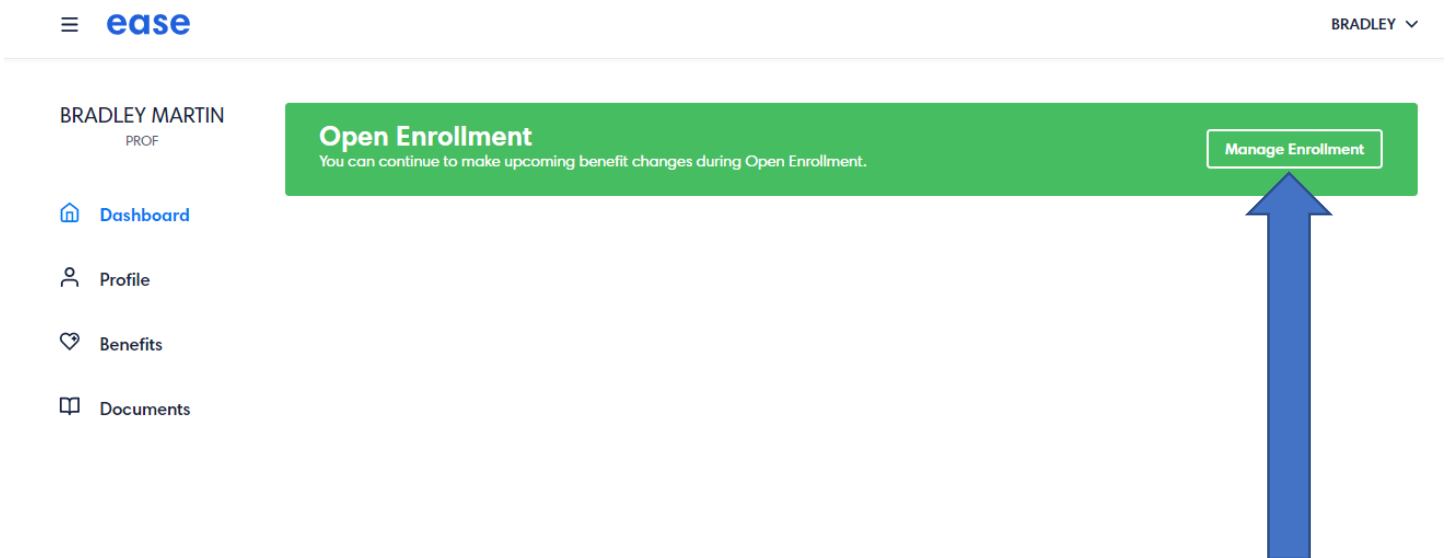 ease
BRADLEY
BRADLEY MARTIN
PROF
Open Enrollment
You can continue to make upcoming benefit changes during Open Enrollment.
Manage Enrollment
Dashboard
Profile
Benefits
Documents